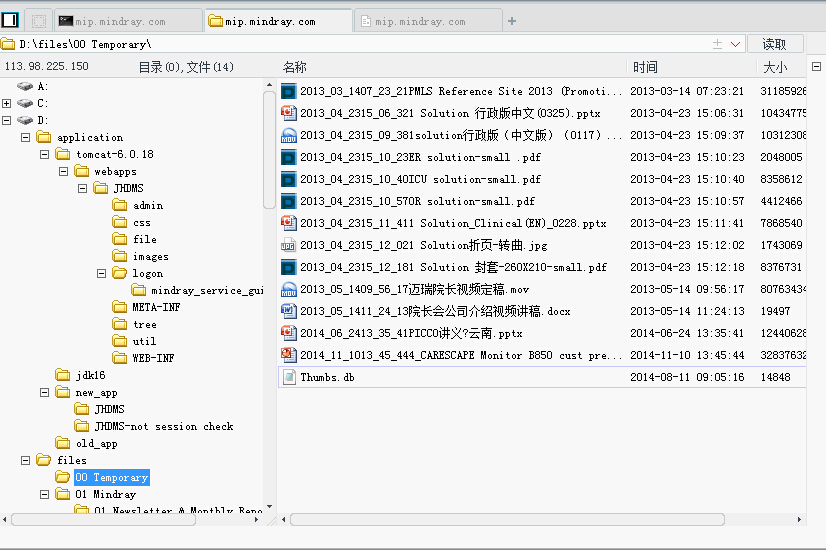 mip.mindray.com
mip.mindray.com
mip.mindray.com
+
D:\files\00 Temporary\
读取
113.98.225.150
目录(0),文件(14)
名称
时间
大小
A:
C:
D:
application
tomcat-6.0.18
webapps
JHDMS
admin
css
file
images
logon
mindray_service_gui
META-INF
tree
util
WEB-INF
jdk16
new_app
JHDMS
JHDMS-not session check
old_app
files
00 Temporary
01 Mindray
01 Newsletter & Monthly Repo
2013_03_1407_23_21PMLS Reference Site 2013 (Promoti... 2013-03-14 07:23:21 31185926
2013_04_2315_06_321 Solution 行政版中文(0325).pptx 2013-04-23 15:06:31 10434775
2013_04_2315_09_381solution行政版（中文版）（0117）... 2013-04-23 15:09:37 10312308
2013_04_2315_10_23ER solution-small .pdf 2013-04-23 15:10:23 2048005
2013_04_2315_10_40ICU solution-small.pdf 2013-04-23 15:10:40 8358612
2013_04_2315_10_57OR solution-small.pdf 2013-04-23 15:10:57 4412466
2013_04_2315_11_411 Solution_Clinical(EN)_0228.pptx 2013-04-23 15:11:41 7868540
2013_04_2315_12_021 Solution折页-转曲.jpg 2013-04-23 15:12:02 1743069
2013_04_2315_12_181 Solution 封套-260X210-small.pdf 2013-04-23 15:12:18 8376731
2013_05_1409_56_17迈瑞院长视频定稿.mov 2013-05-14 09:56:17 80763434
2013_05_1411_24_13院长会公司介绍视频讲稿.docx 2013-05-14 11:24:13 19497
2014_06_2413_35_41PICCO讲义?云南.pptx 2014-06-24 13:35:41 12440628
2014_11_1013_45_444_CARESCAPE Monitor B850 cust pre... 2014-11-10 13:45:44 32837632
Thumbs.db 2014-08-11 09:05:16 14848